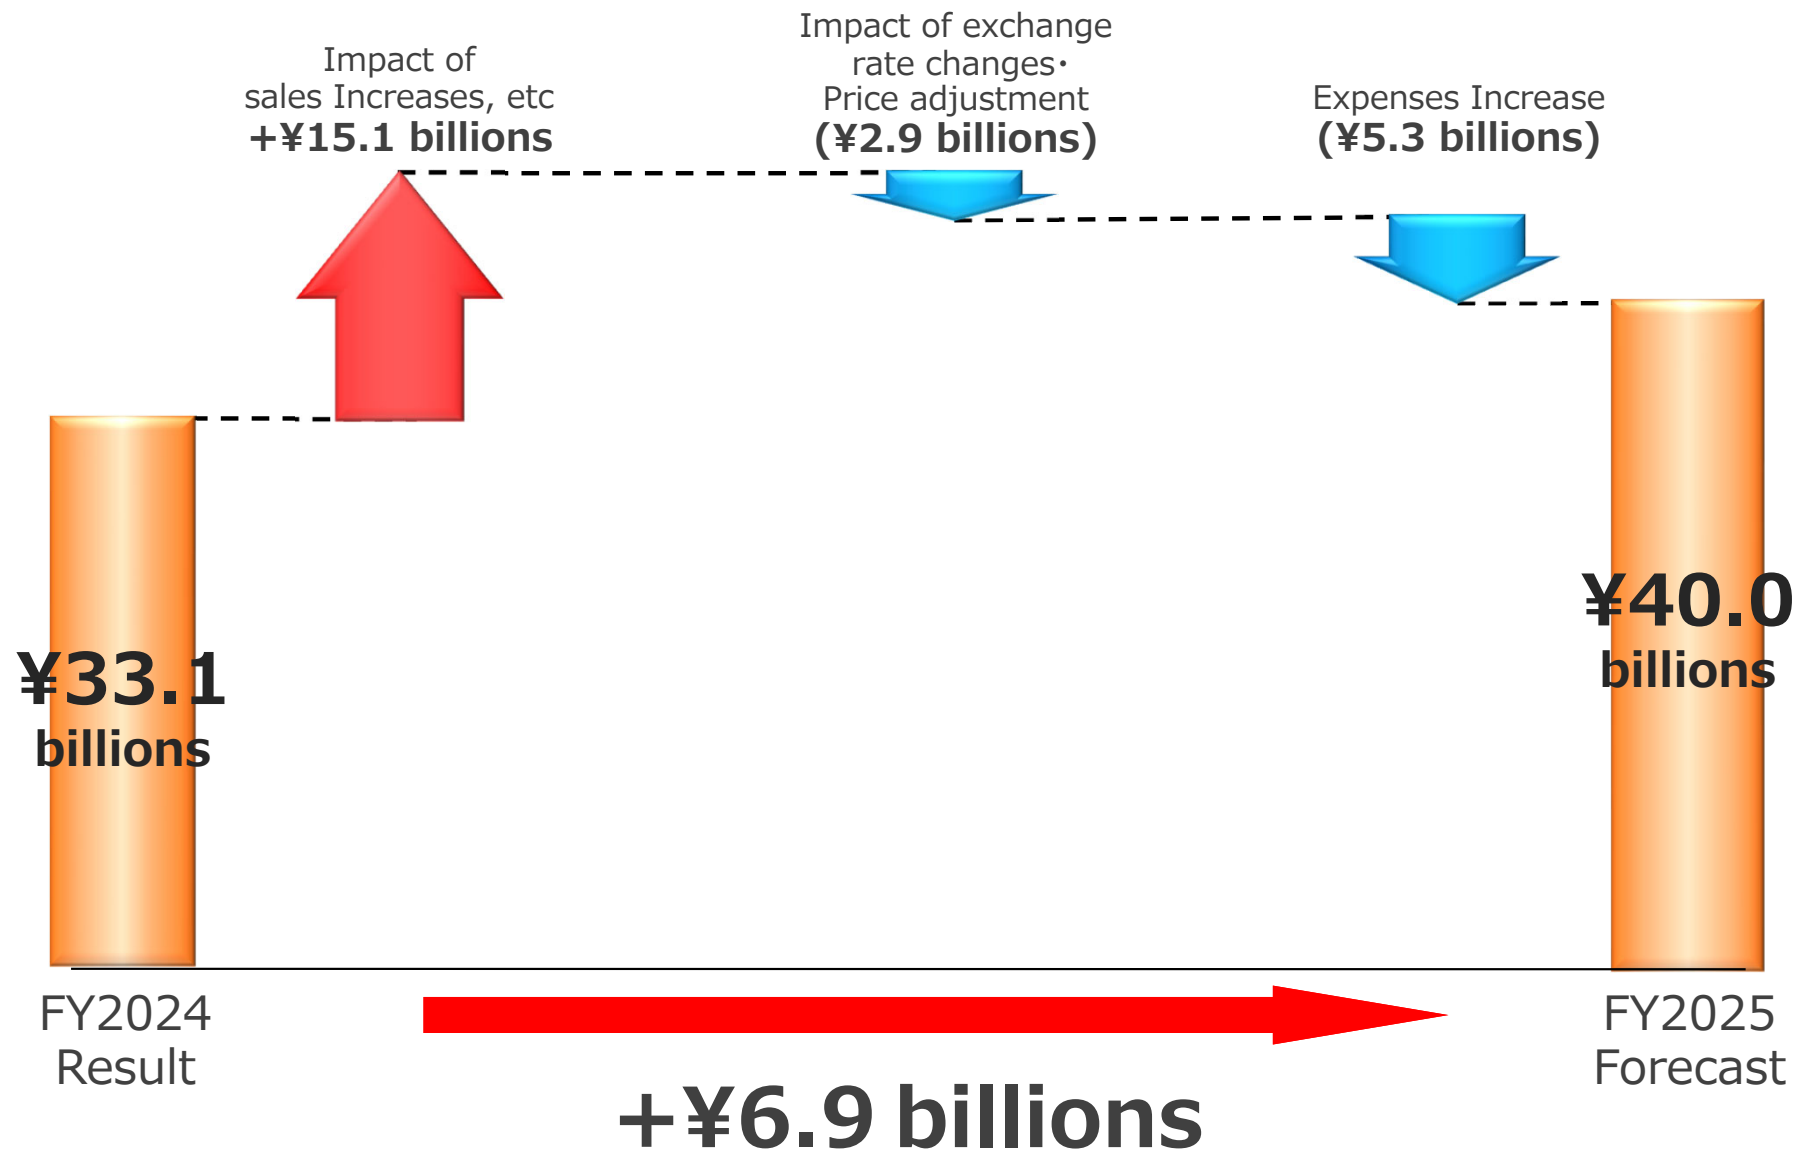 Impact of
sales Increases, etc
+¥15.1 billions
Impact of exchange
rate changes・
Price adjustment
(¥2.9 billions)
Expenses Increase
(¥5.3 billions)
¥33.1
billions
¥40.0
billions
FY2024
Result
FY2025
Forecast
+¥6.9 billions